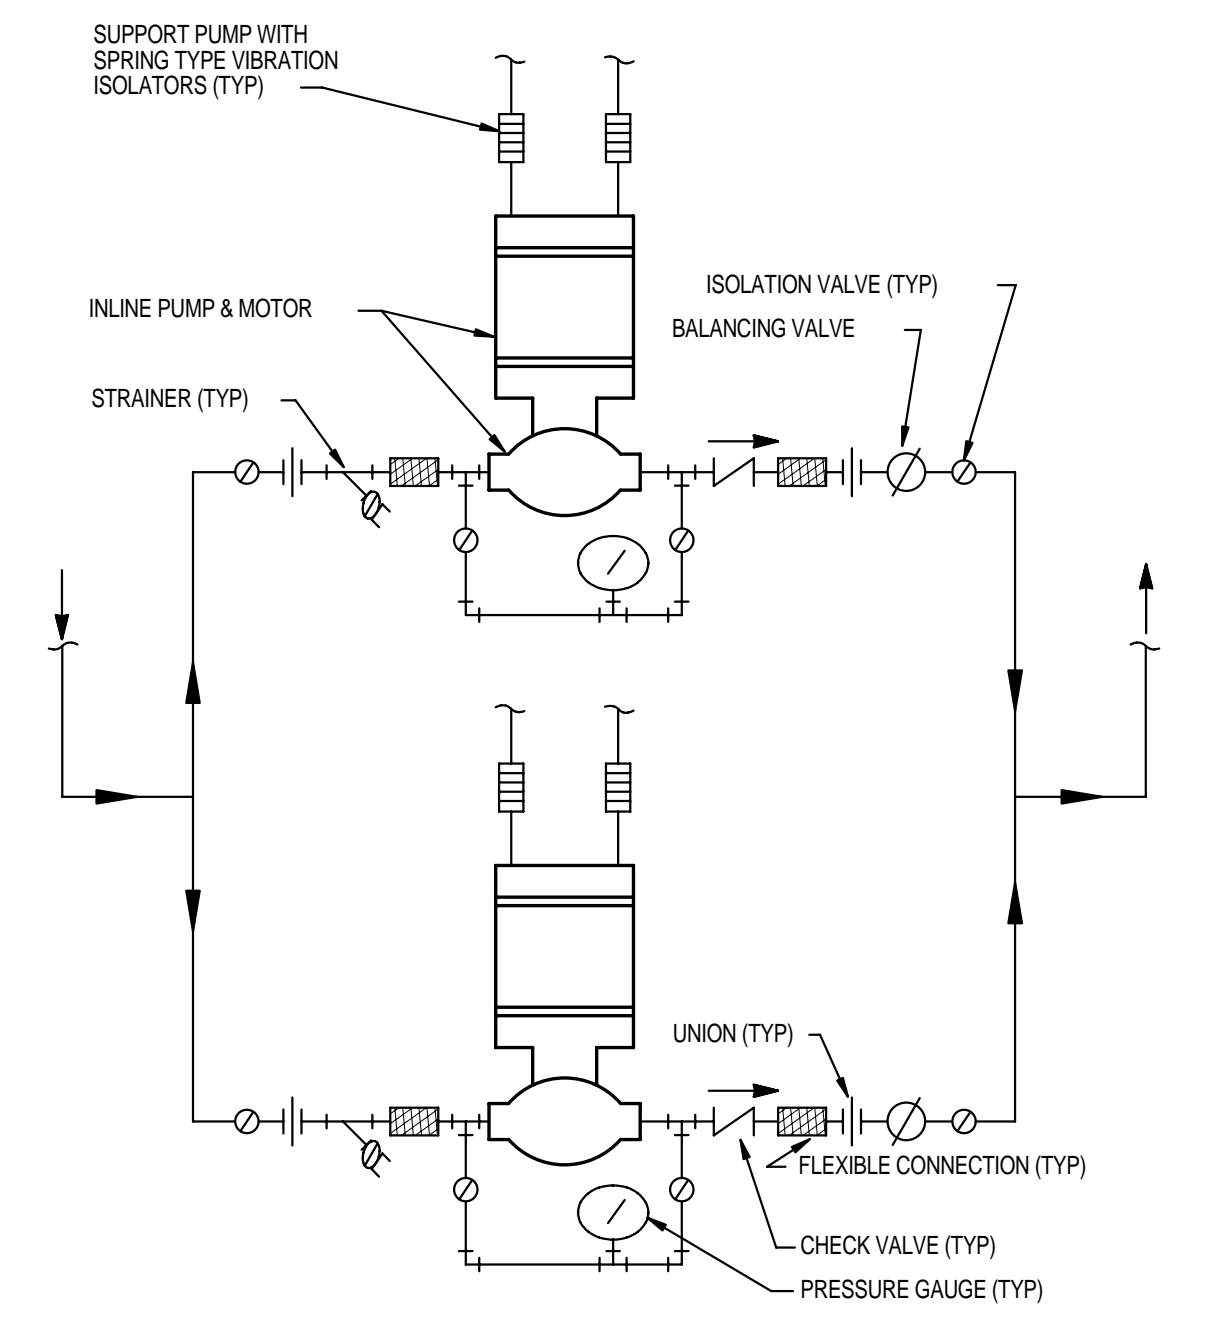 SUPPORT PUMP WITH
SPRING TYPE VIBRATION
ISOLATORS (TYP)
ISOLATION VALVE (TYP)
INLINE PUMP & MOTOR
BALANCING VALVE
STRAINER (TYP)
UNION (TYP)
FLEXIBLE CONNECTION (TYP)
CHECK VALVE (TYP)
PRESSURE GAUGE (TYP)